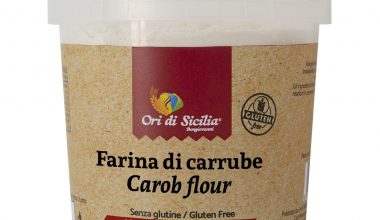 Ori di Sicilia®
Bongiovanni
GLUTEN
free
Farina di carrube
Carob flour
Senza glutine / Gluten Free